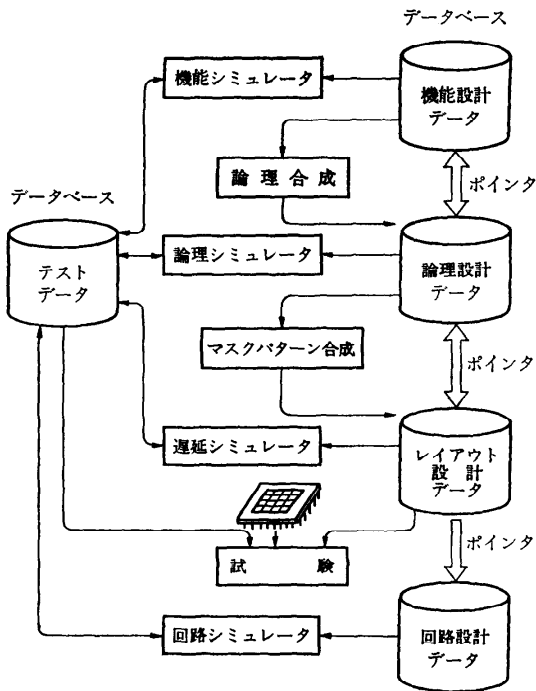 データベース
機能シミュレータ
機能設計
データ
論理合成
ポインタ
データベース
テスト
データ
論理シミュレータ
論理設計
データ
マスクパターン合成
ポインタ
遅延シミュレータ
レイアウト
設計
データ
ポインタ
試験
回路シミュレータ
回路設計
データ